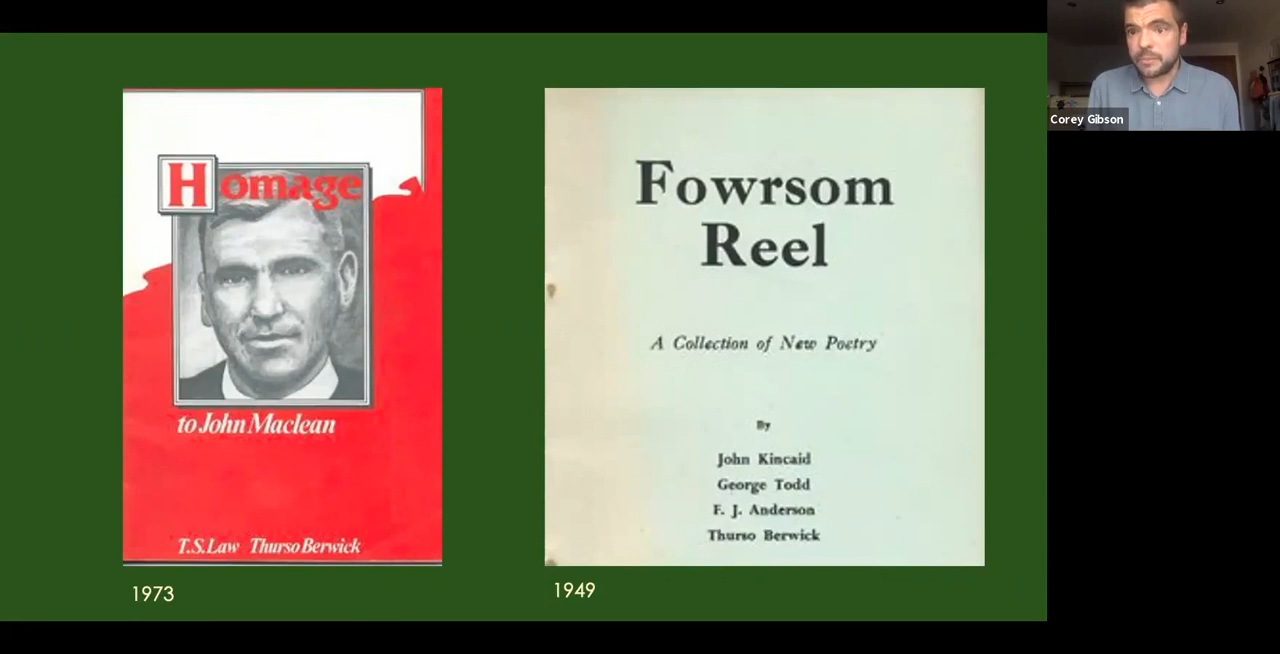 Homage
to John Maclean
T.S. Law Thurso Berwick
1973
Fowrsom
Reel
A Collection of New Poetry
By
John Kincaid
George Todd
F. J. Anderson
Thurso Berwick
1949
Corey Gibson